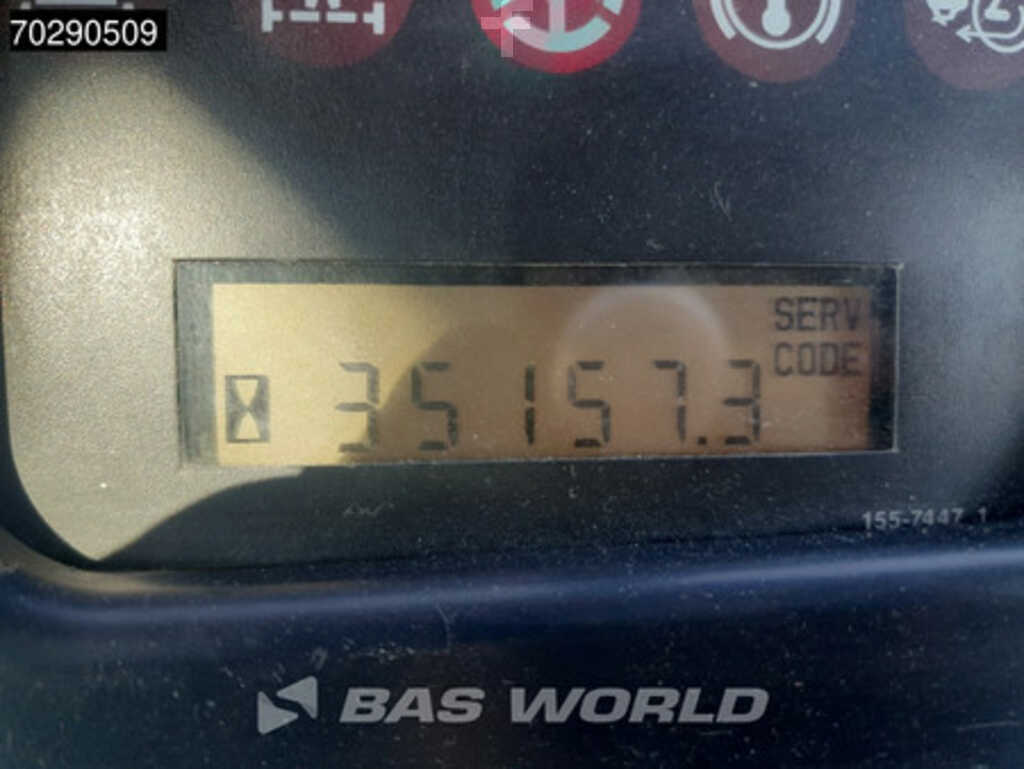 70290509
SERV
CODE
35157.3
155-7447 1
BAS WORLD